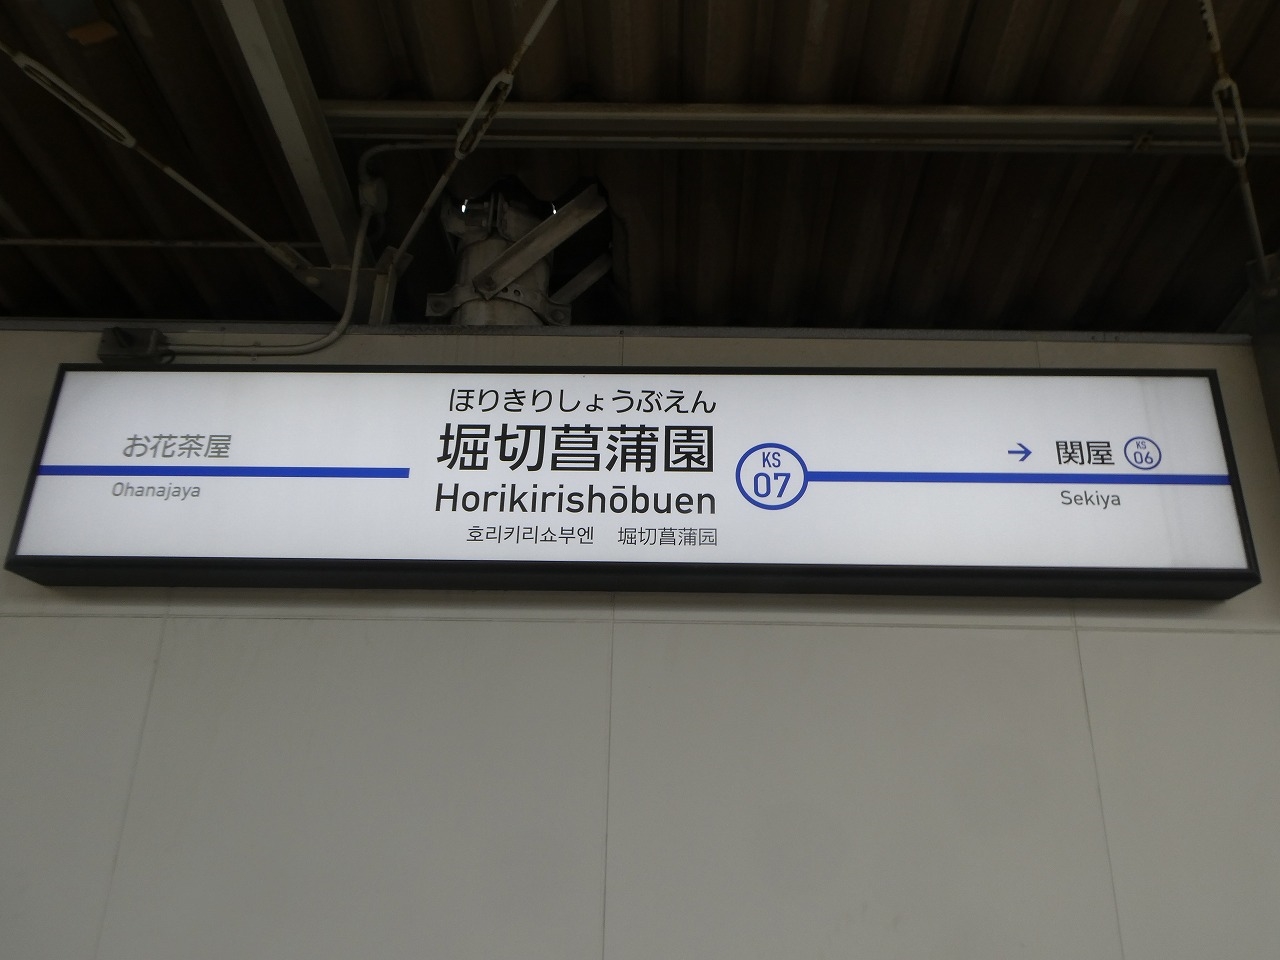 お花茶屋
Ohanajaya
ほりきりしょうぶえん
堀切菖蒲園
Horikirishōbuen
호리키리쇼부엔 堀切菖蒲园
KS
07
→ 関屋
KS
06
Sekiya